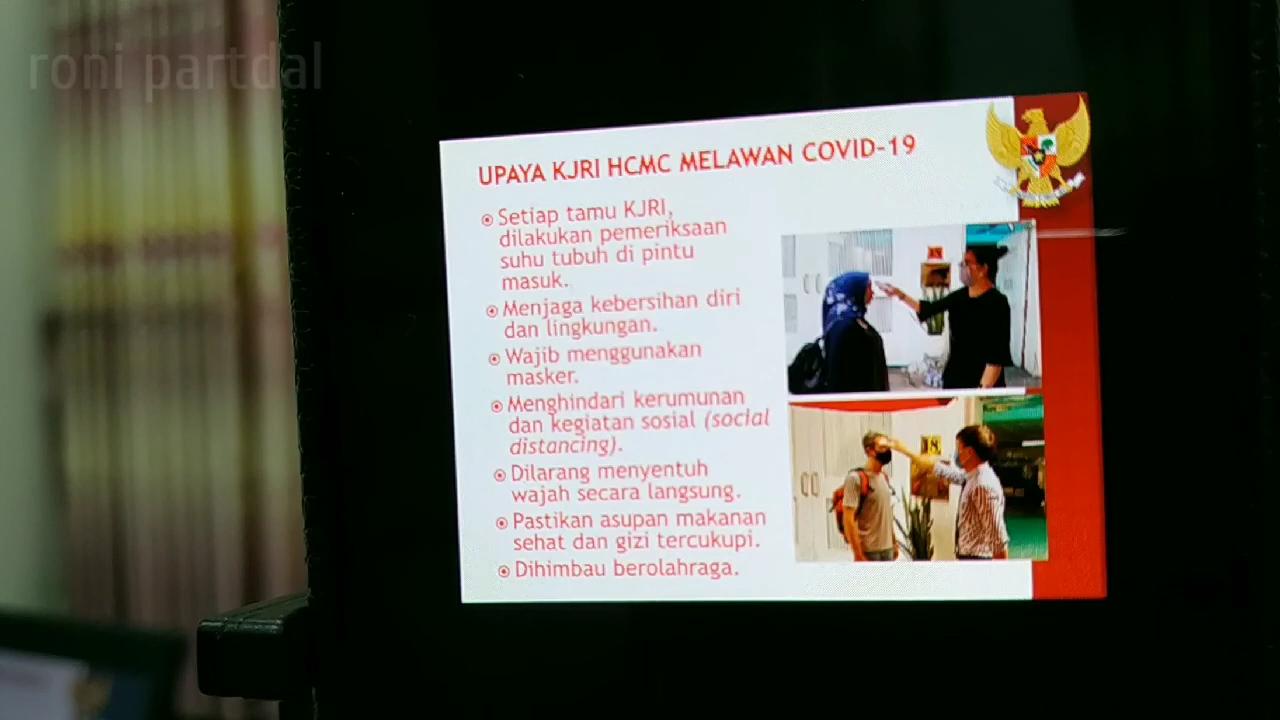 roni partdal
UPAYA KJRI HCMC MELAWAN COVID-19
Setiap tamu KJRI,
dilakukan pemeriksaan
suhu tubuh di pintu
masuk.
Menjaga kebersihan diri
dan lingkungan.
Wajib menggunakan
masker.
Menghindari kerumunan
dan kegiatan sosial (social
distancing).
Dilarang menyentuh
wajah secara langsung.
Pastikan asupan makanan
sehat dan gizi tercukupi.
Dihimbau berolahraga.
18